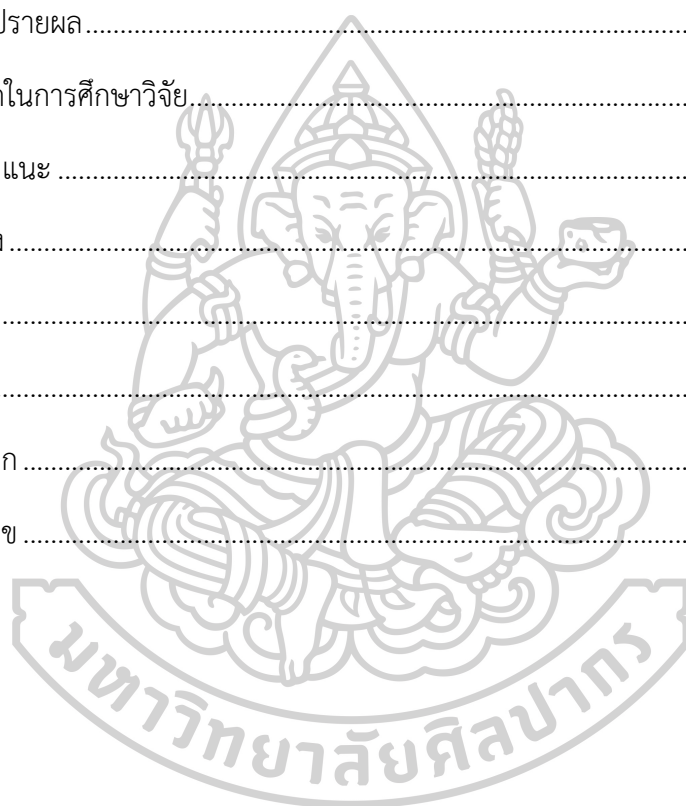 ปรายผล
ในการศึกษาวิจัย
แนะ
ก
ข
มหาวิทยาลัยศิลปากร